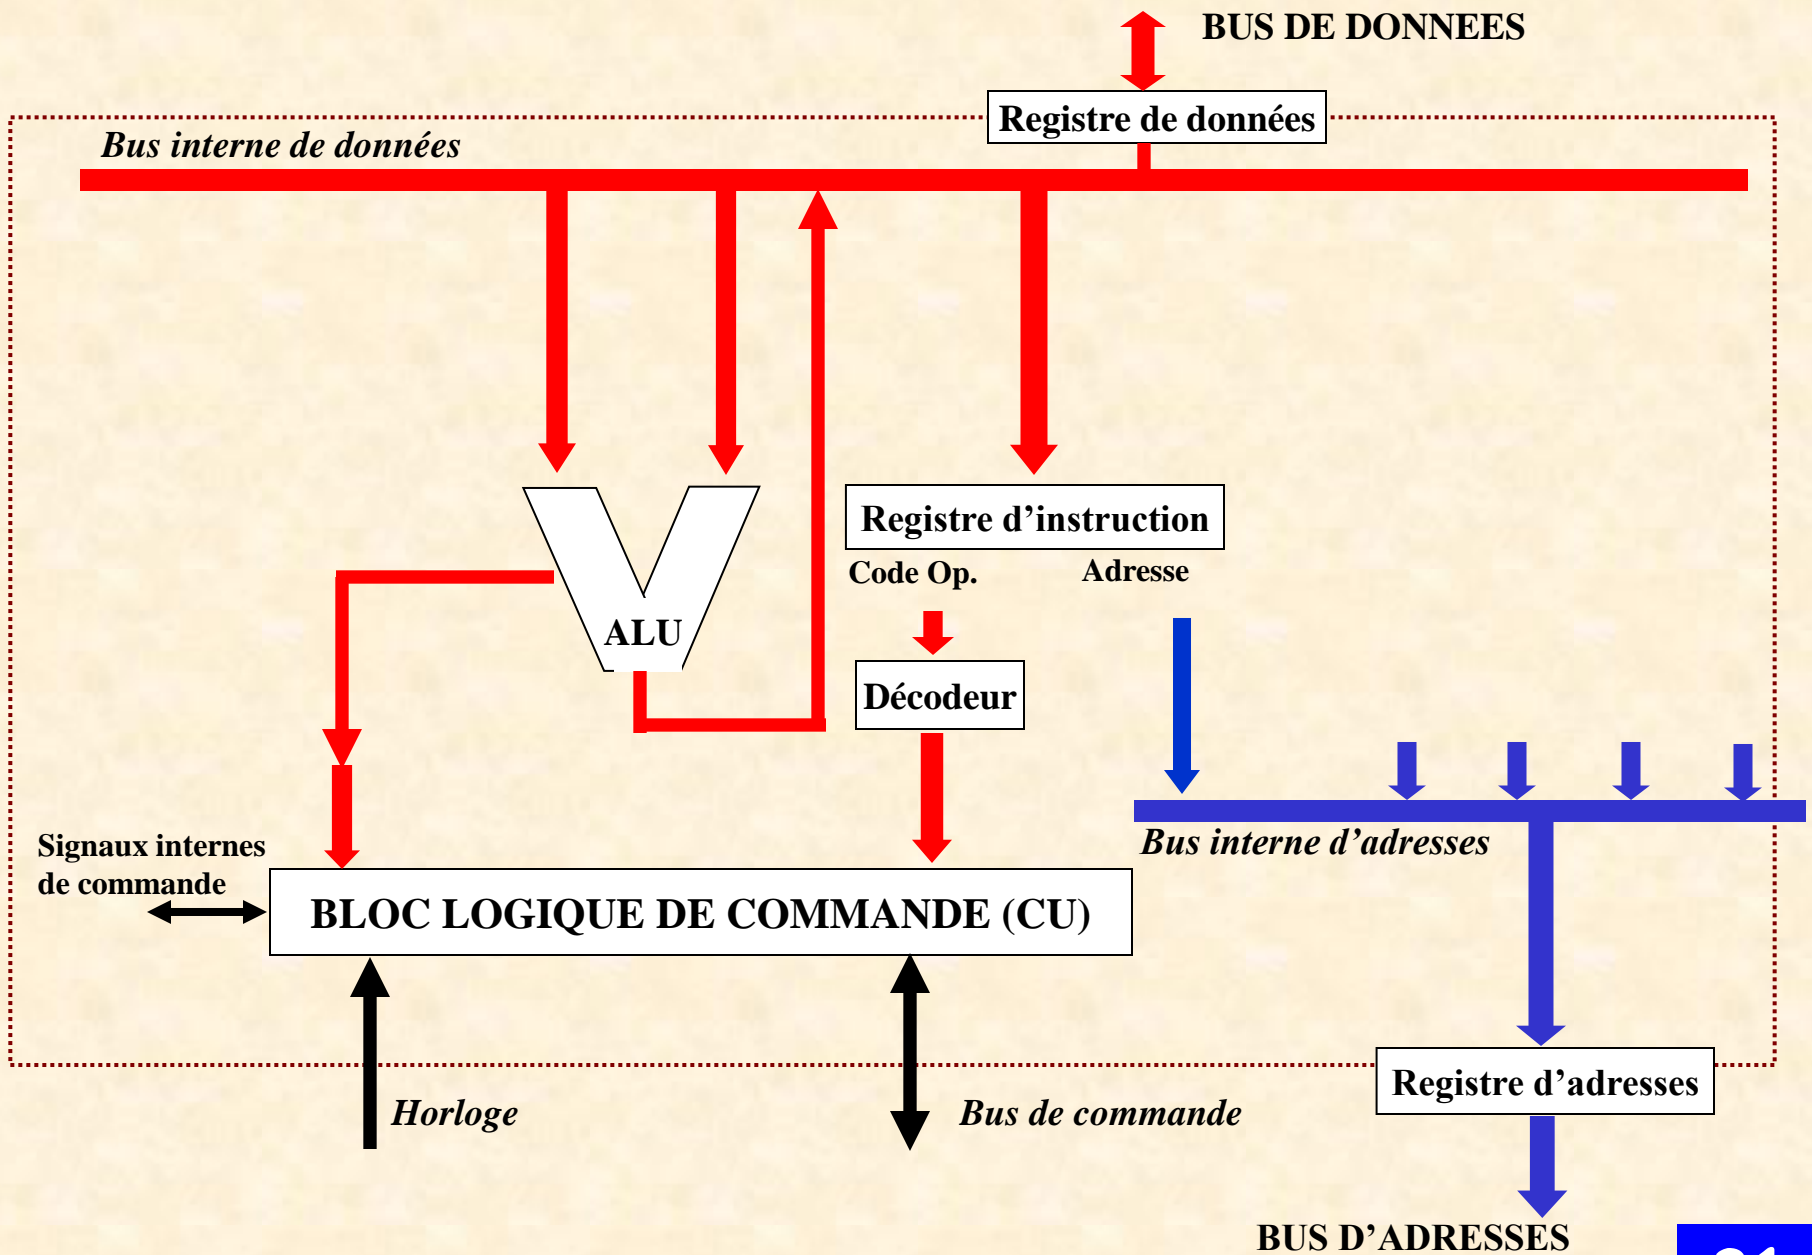 BUS DE DONNEES
Registre de données
Bus interne de données
Registre d’instruction
Code Op.
Adresse
ALU
Décodeur
Signaux internes
de commande
Bus interne d’adresses
BLOC LOGIQUE DE COMMANDE (CU)
Registre d’adresses
Horloge
Bus de commande
BUS D’ADRESSES